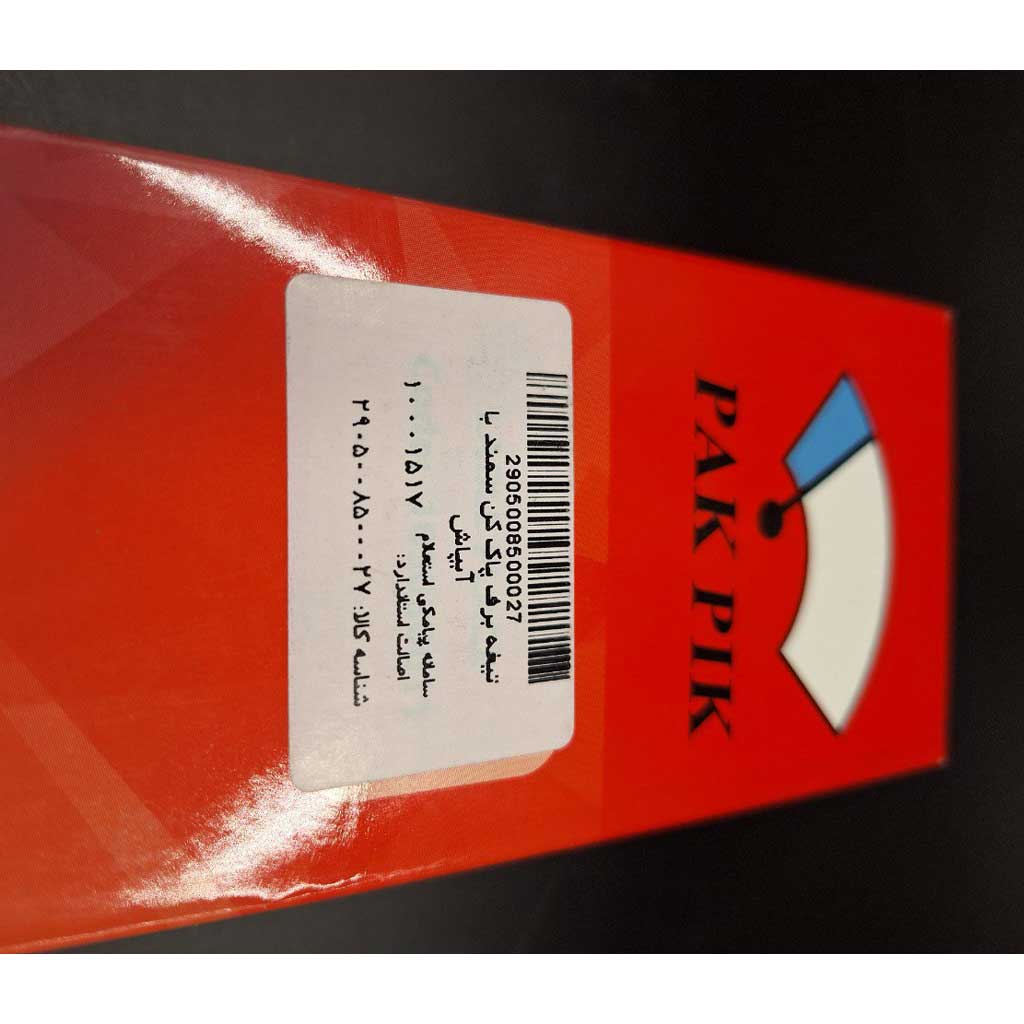 PAK PIK
2905008500027
تیغه برف پاک کن سمند با
آبپاش
سامانه پیامکی استعلام
اصالت استاندارد:
۱۰۰۰۱۵۱۷
شناسه کالا: ۲۹۰۵۰۰۸۵۰۰۰۲۷